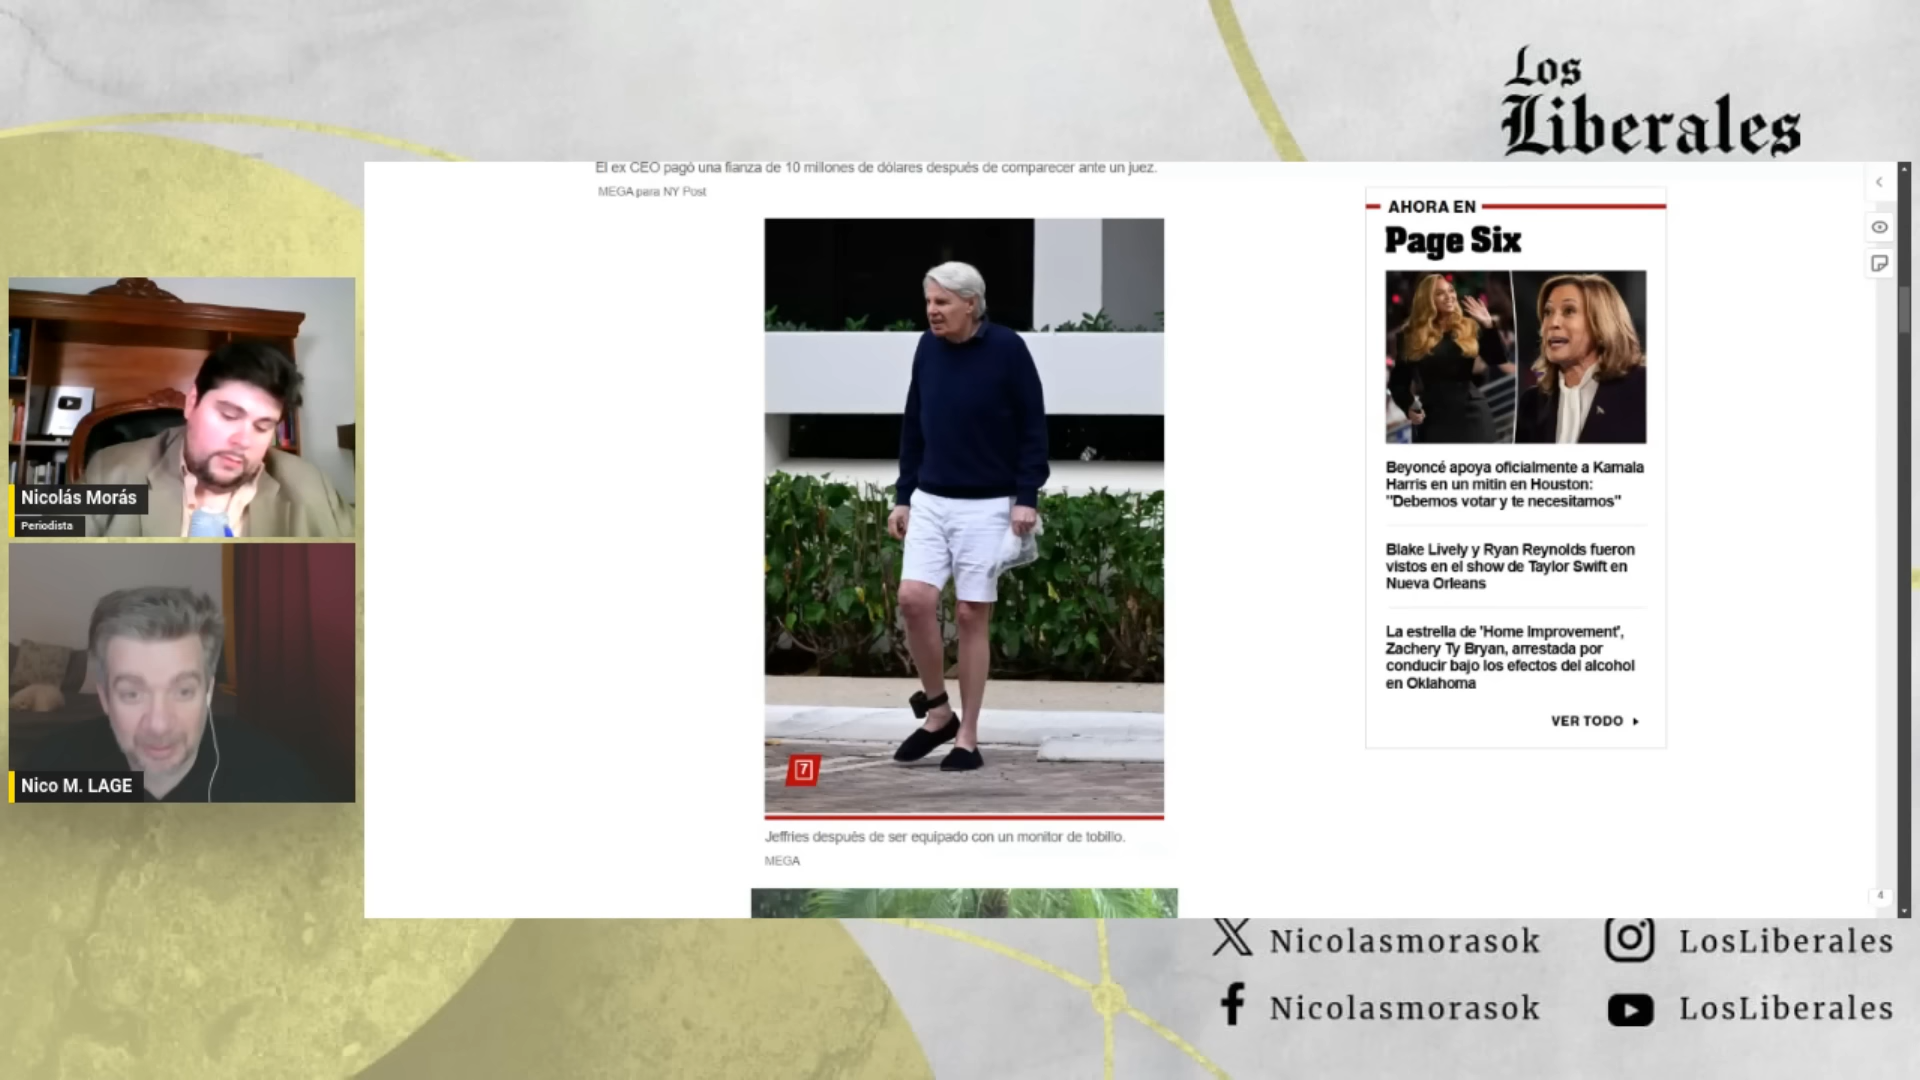 Los
Liberales
El ex CEO pagó una fianza de 10 millones de dólares después de comparecer ante un juez.
MEGA para NY Post
AHORA EN
Page Six
Beyoncé apoya oficialmente a Kamala
Harris en un mitin en Houston:
"Debemos votar y te necesitamos"
Blake Lively y Ryan Reynolds fueron
vistos en el show de Taylor Swift en
Nueva Orleans
La estrella de 'Home Improvement',
Zachery Ty Bryan, arrestada por
conducir bajo los efectos del alcohol
en Oklahoma
VER TODO
Nicolás Morás
Periodista
Nico M. LAGE
7
Jeffries después de ser equipado con un monitor de tobillo.
MEGA
4
Nicolasmorasok
LosLiberales
Nicolasmorasok
LosLiberales